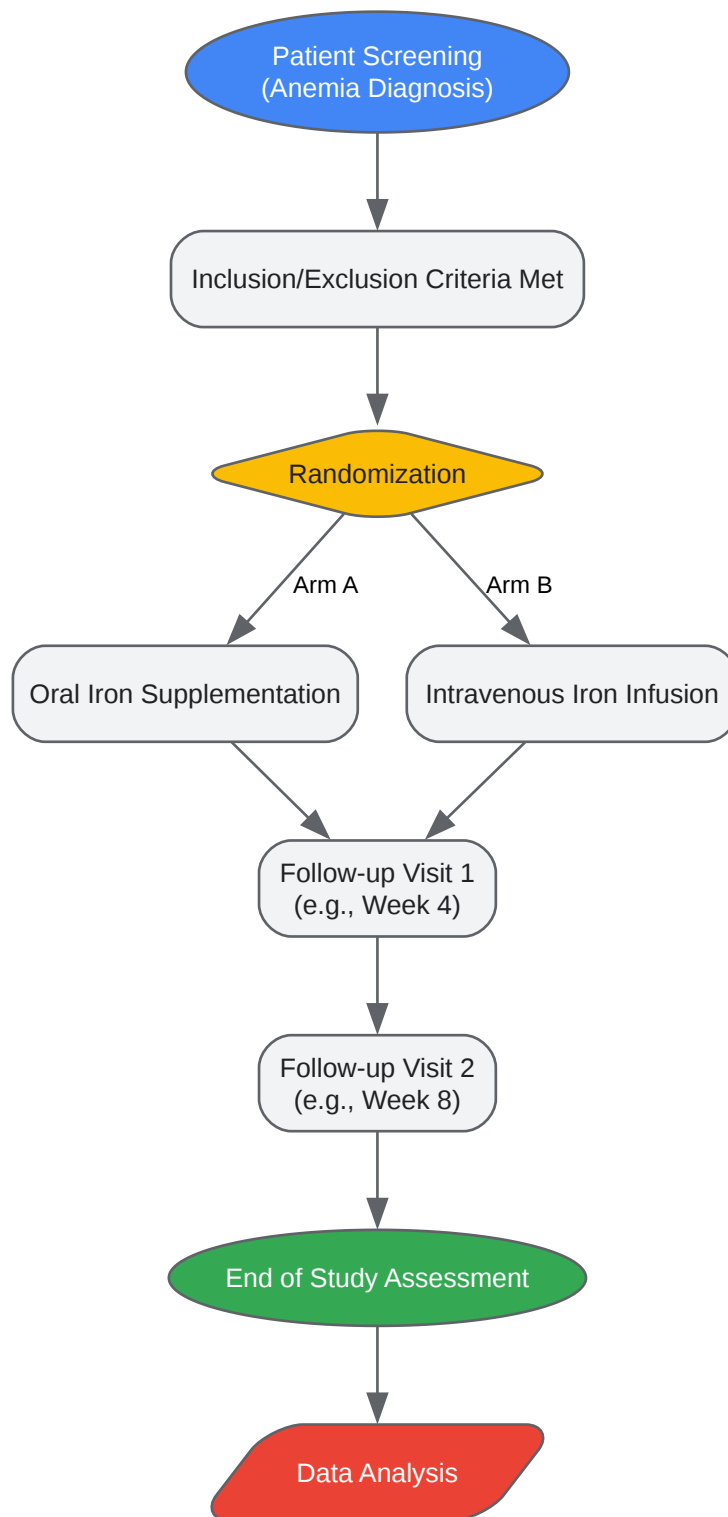 Patient Screening
(Anemia Diagnosis)
Inclusion/Exclusion Criteria Met
Randomization
Arm A
Arm B
Oral Iron Supplementation
Intravenous Iron Infusion
Follow-up Visit 1
(e.g., Week 4)
Follow-up Visit 2
(e.g., Week 8)
End of Study Assessment
Data Analysis